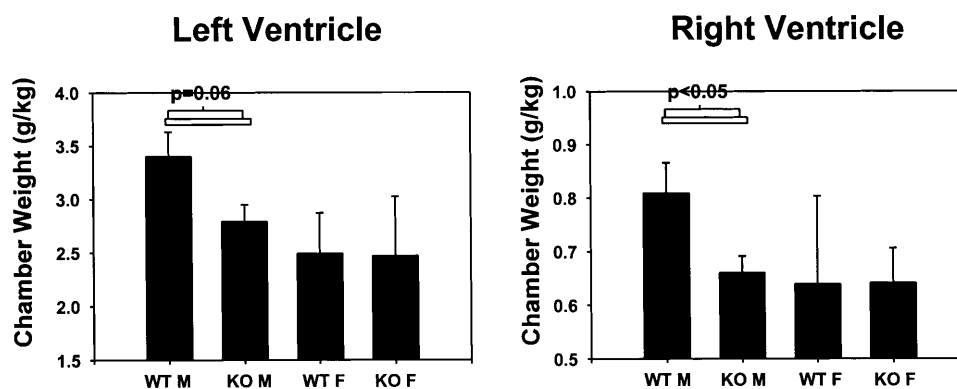 Left Ventricle
Right Ventricle
p=0.06
Chamber Weight (g/kg)
4.0
3.5
3.0
2.5
2.0
1.5
WT M
KO M
WT F
KO F
p<0.05
Chamber Weight (g/kg)
1.0
0.9
0.8
0.7
0.6
0.5
WT M
KO M
WT F
KO F